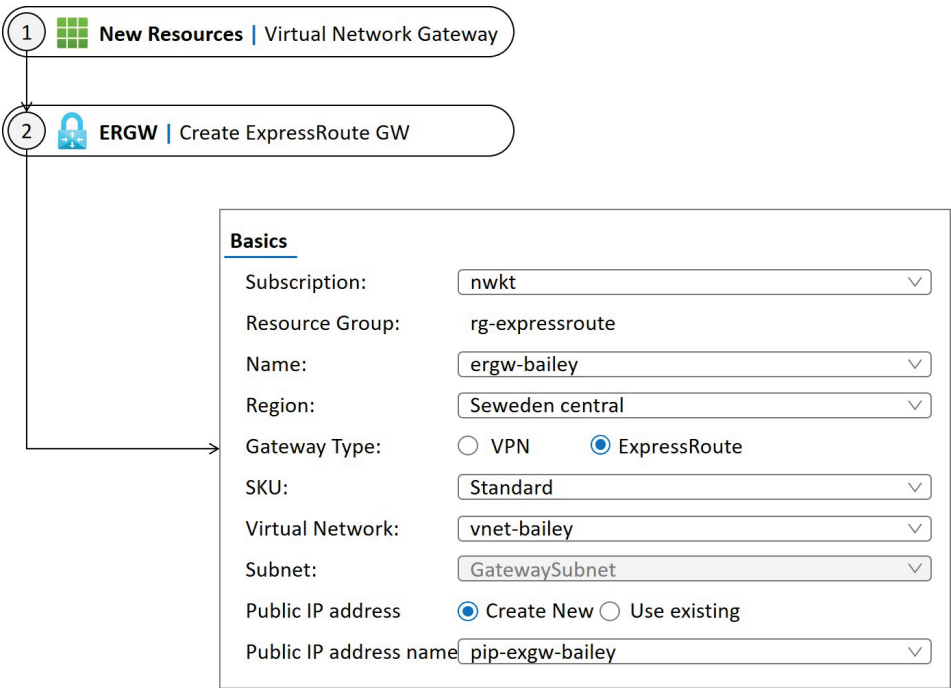 1 New Resources | Virtual Network Gateway
2 ERGW | Create ExpressRoute GW
Basics
Subscription: nwkt
Resource Group: rg-expressroute
Name: ergw-bailey
Region: Seweden central
Gateway Type: VPN ExpressRoute
SKU: Standard
Virtual Network: vnet-bailey
Subnet: GatewaySubnet
Public IP address Create New Use existing
Public IP address name pip-exgw-bailey